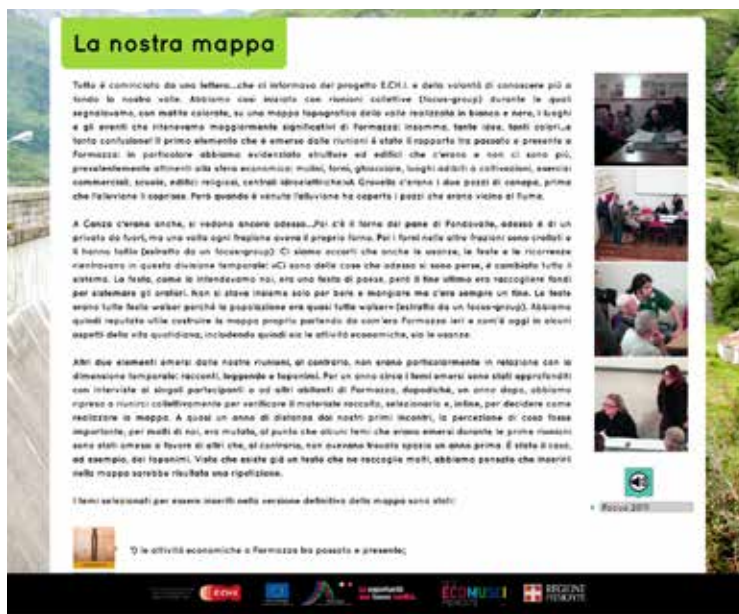 La nostra mappa
Tutto è cominciato da una lettera...che ci informava del progetto E.CH.I. e della volontà di conoscere più a
fondo la nostra valle. Abbiamo così iniziato con riunioni collettive (focus-group) durante le quali
segnalavamo, con matite colorate, su una mappa topografica della valle realizzata in bianco e nero, i luoghi
e gli eventi che ritenevamo maggiormente significativi di Formazza: insomma, tante idee, tanti colori...e
tanta confusione! Il primo elemento che è emerso dalle riunioni è stato il rapporto tra passato e presente a
Formazza: in particolare abbiamo evidenziato strutture ed edifici che c'erano e non ci sono più,
prevalentemente attinenti alla sfera economica: mulini, forni, ghiacciaie, luoghi adibiti a coltivazioni, esercizi
commerciali, scuole, edifici religiosi, centrali idroelettriche:«A Gravella c'erano i due pozzi di canapa, prima
che l'alluvione li coprisse. Però quando è venuta l'alluvione ha coperto i pozzi che erano vicino al fiume.
A Canza c'erano anche, si vedono ancora adesso...Poi c'è il forno del pane di Fondovalle, adesso è di un
privato da fuori, ma una volta ogni frazione aveva il proprio forno. Poi i forni nelle altre frazioni sono crollati e
li hanno tolti» (estratto da un focus-group). Ci siamo accorti che anche le usanze, le feste e le ricorrenze
rientravano in questa divisione temporale: «Ci sono delle cose che adesso si sono perse, è cambiato tutto il
sistema. La festa, come la intendevamo noi, era una festa di paese, però il fine ultimo era raccogliere fondi
per sistemare gli oratori. Non si stava insieme solo per bere e mangiare ma c'era sempre un fine. Le feste
erano tutte feste walser perché la popolazione era quasi tutta walser» (estratto da un focus-group). Abbiamo
quindi reputato utile costruire la mappa proprio partendo da com'era Formazza ieri e com'è oggi in alcuni
aspetti della vita quotidiana, includendo quindi sia le attività economiche, sia le usanze.
Altri due elementi emersi dalle nostre riunioni, al contrario, non erano particolarmente in relazione con la
dimensione temporale: racconti, leggende e toponimi. Per un anno circa i temi emersi sono stati approfonditi
con interviste ai singoli partecipanti e ad altri abitanti di Formazza, dopodiché, un anno dopo, abbiamo
ripreso a riunirci collettivamente per verificare il materiale raccolto, selezionarlo e, infine, per decidere come
realizzare la mappa. A quasi un anno di distanza dai nostri primi incontri, la percezione di cosa fosse
importante, per molti di noi, era mutata, al punto che alcuni temi che erano emersi durante le prime riunioni
sono stati omessi a favore di altri che, al contrario, non avevano trovato spazio un anno prima. È stato il caso,
ad esempio, dei toponimi. Visto che esiste già un testo che ne raccoglie molti, abbiamo pensato che inserirli
nella mappa sarebbe risultata una ripetizione.
I temi selezionati per essere inseriti nella versione definitiva della mappa sono stati:
Focus 2011
1) le attività economiche a Formazza tra passato e presente;
E.CH.I.
ECOMUSEI
REGIONE
PIEMONTE